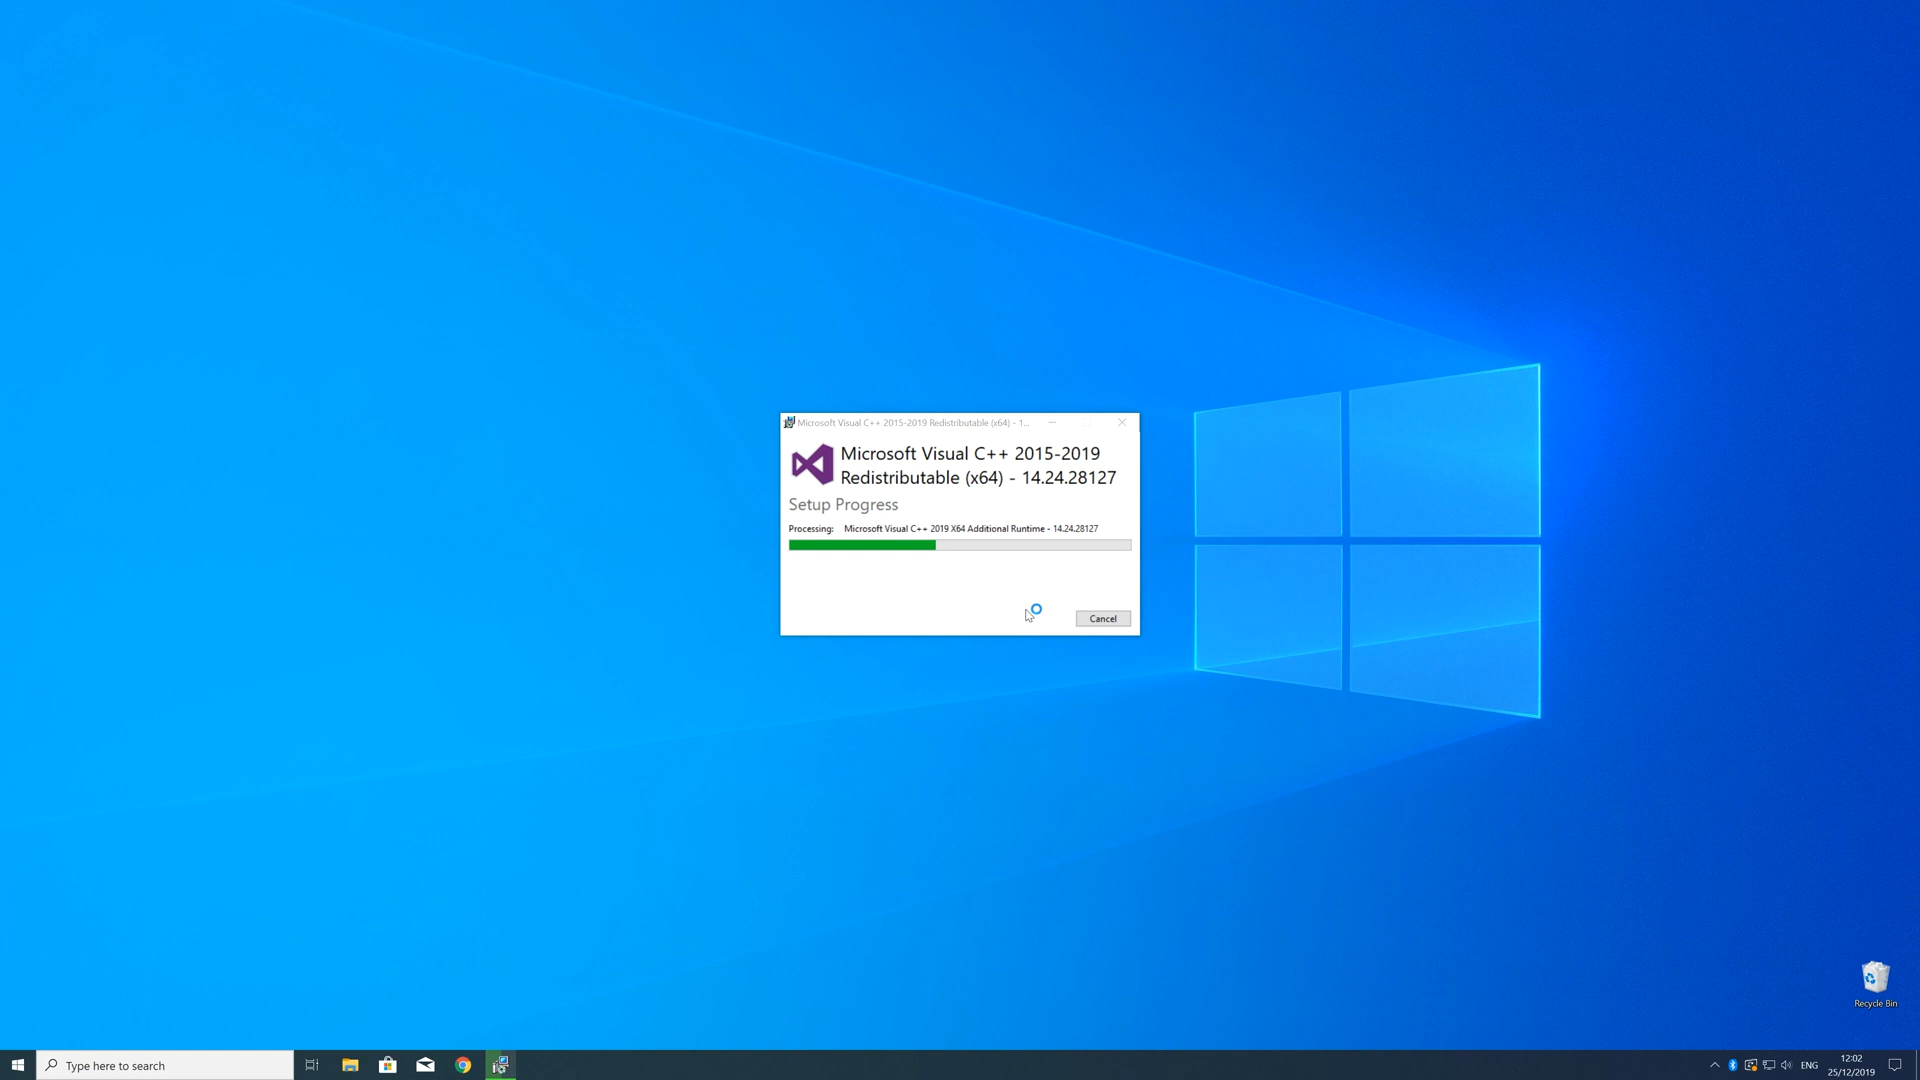 Microsoft Visual C++ 2015-2019 Redistributable (x64) - 1...
Microsoft Visual C++ 2015-2019
Redistributable (x64) - 14.24.28127
Setup Progress
Processing: Microsoft Visual C++ 2019 X64 Additional Runtime - 14.24.28127
Cancel
Recycle Bin
Type here to search
ENG
12:02
25/12/2019